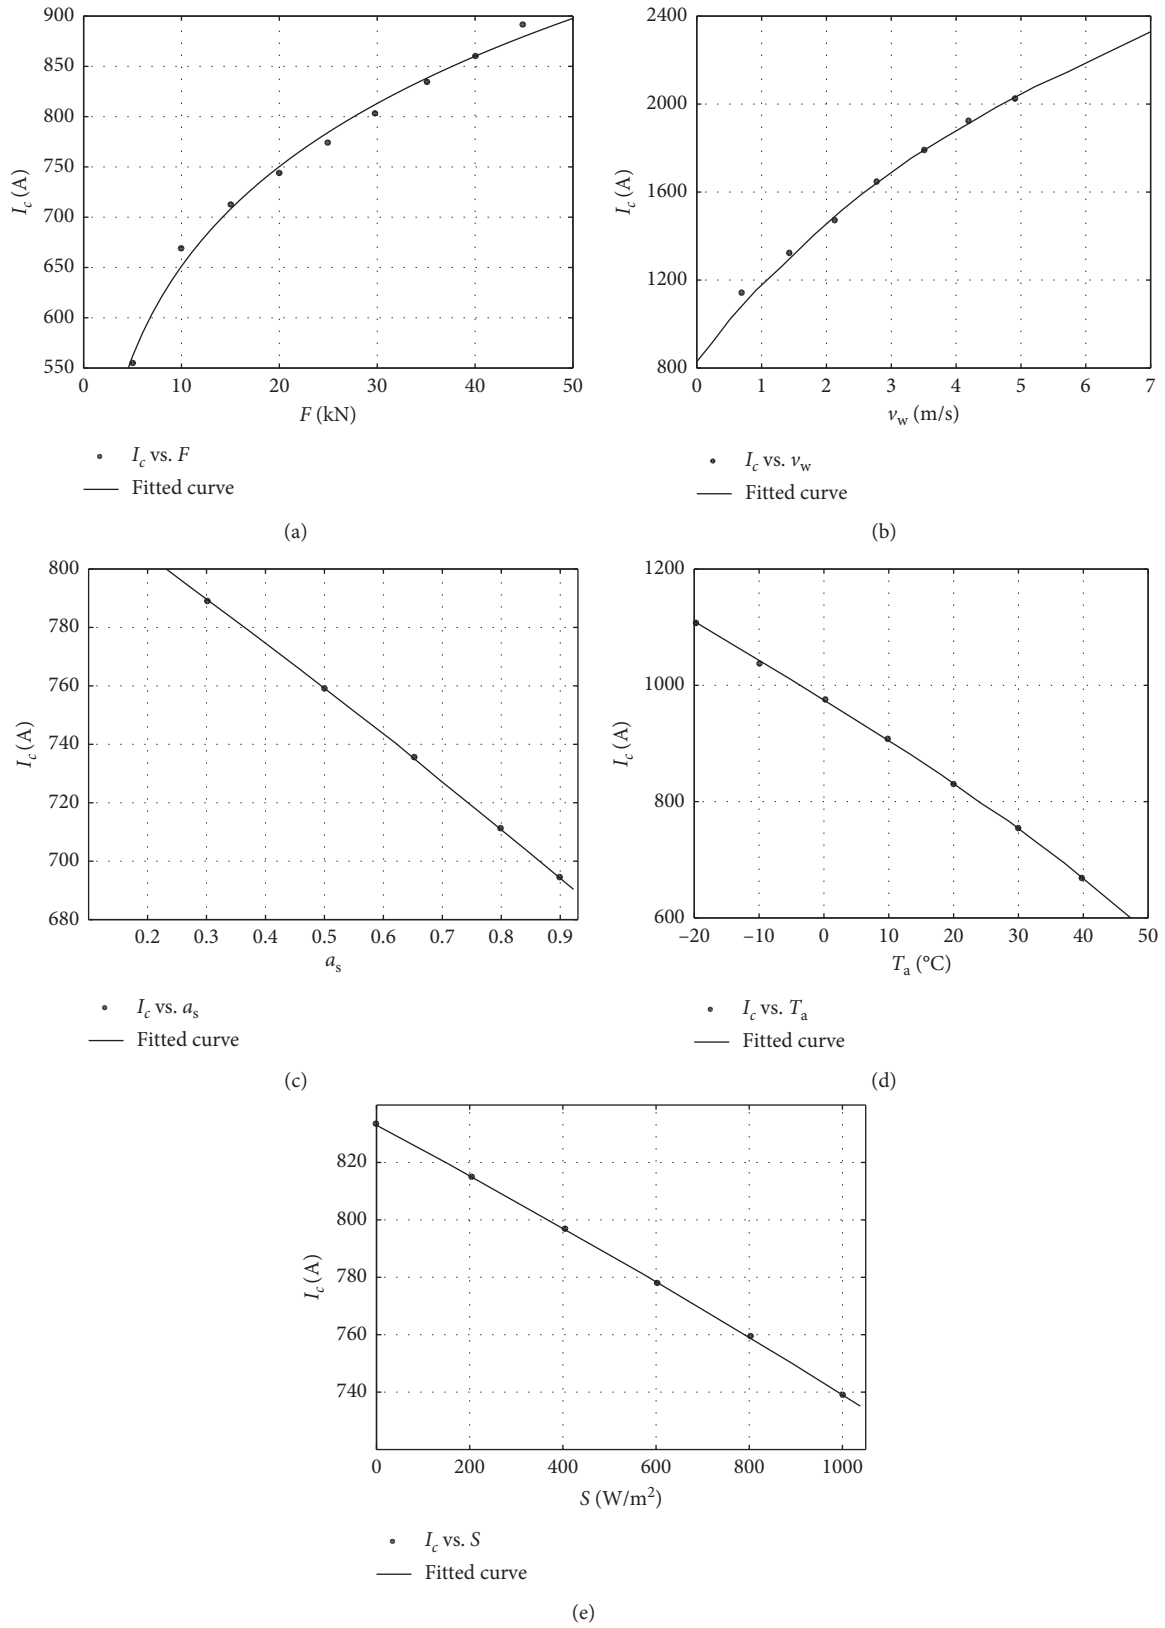 900
850
800
750
700
650
600
550
I_c (A)
0 10 20 30 40 50
F (kN)
I_c vs. F
Fitted curve
(a)
2400
2000
1600
1200
800
I_c (A)
0 1 2 3 4 5 6 7
v_w (m/s)
I_c vs. v_w
Fitted curve
(b)
800
780
760
740
720
700
680
I_c (A)
0.2 0.3 0.4 0.5 0.6 0.7 0.8 0.9
a_s
I_c vs. a_s
Fitted curve
(c)
1200
1000
800
600
I_c (A)
–20 –10 0 10 20 30 40 50
T_a (°C)
I_c vs. T_a
Fitted curve
(d)
820
800
780
760
740
I_c (A)
0 200 400 600 800 1000
S (W/m²)
I_c vs. S
Fitted curve
(e)